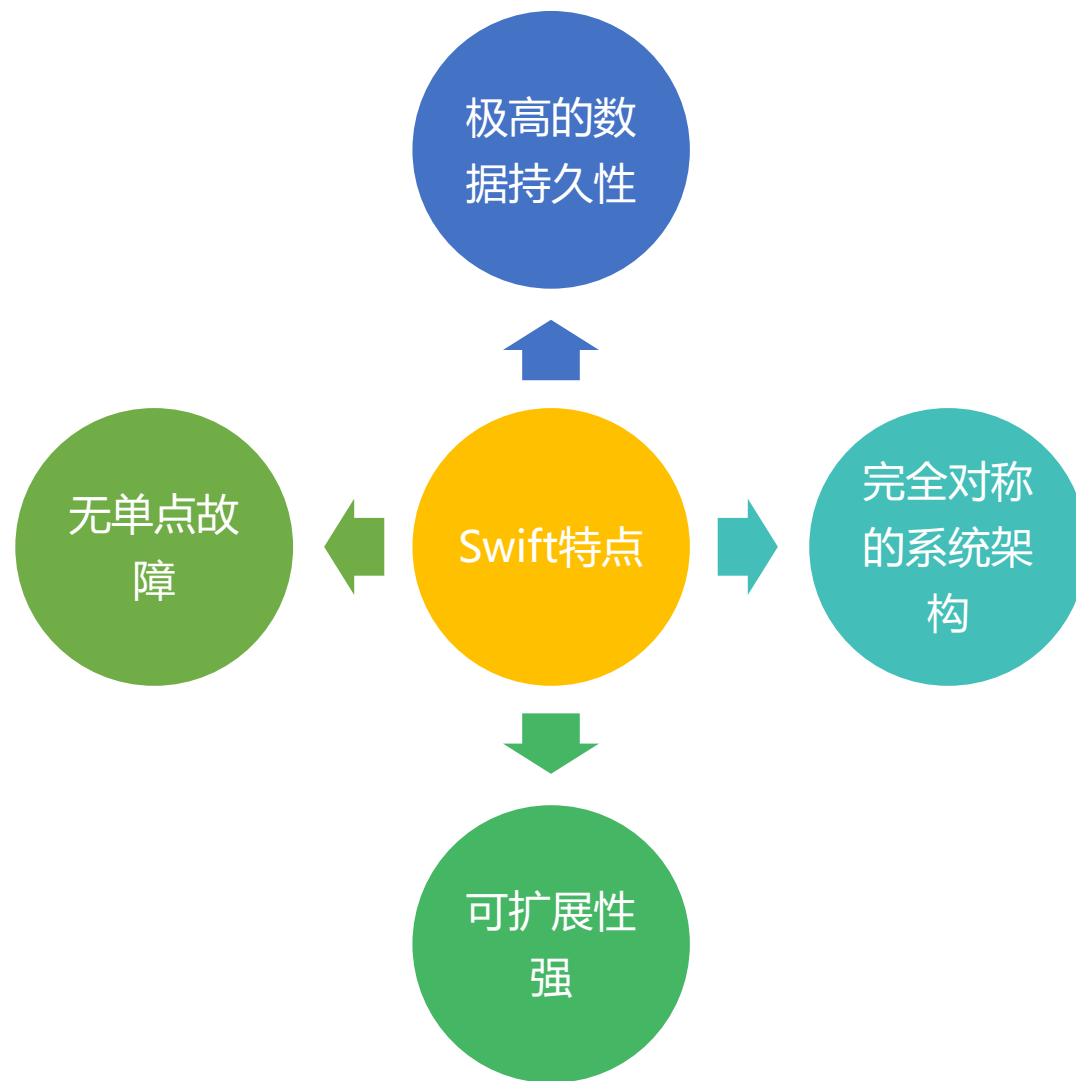 极高的数
据持久性
无单点故
障
Swift特点
完全对称
的系统架
构
可扩展性
强